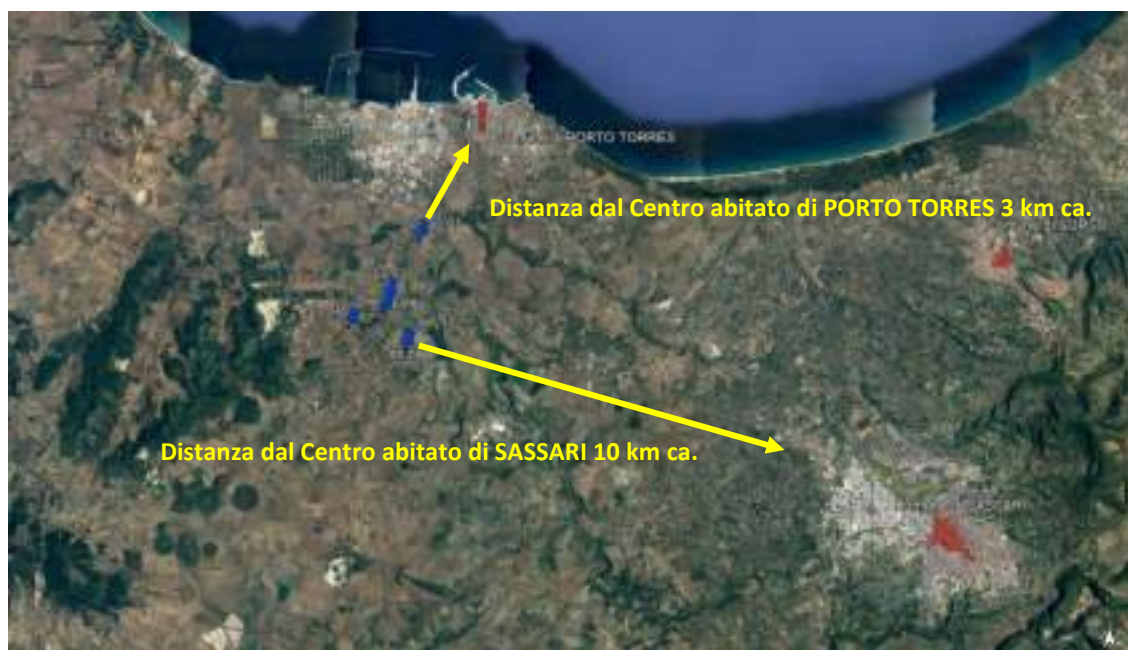 PORTO TORRES
Distanza dal Centro abitato di PORTO TORRES 3 km ca.
Distanza dal Centro abitato di SASSARI 10 km ca.